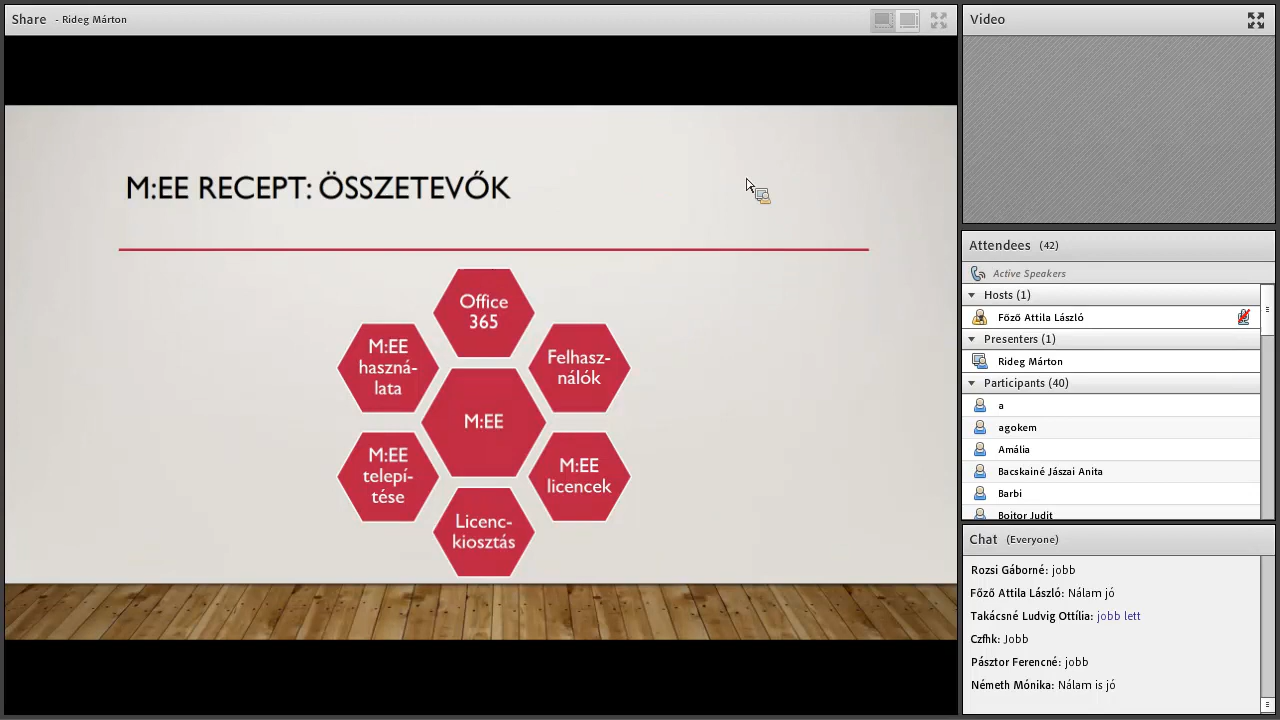 Share - Rideg Márton
M:EE RECEPT: ÖSSZETEVŐK
Office
365
M:EE
haszná-
lata
Felhasz-
nálók
M:EE
M:EE
telepí-
tése
M:EE
licencek
Licenc-
kiosztás
Video
Attendees (42)
Active Speakers
Hosts (1)
Főző Attila László
Presenters (1)
Rideg Márton
Participants (40)
a
agokem
Amália
Bacskainé Jászai Anita
Barbi
Boitor Judit
Chat (Everyone)
Rozsi Gáborné: jobb
Főző Attila László: Nálam jó
Takácsné Ludvig Ottília: jobb lett
Czfhk: Jobb
Pásztor Ferencné: jobb
Németh Mónika: Nálam is jó